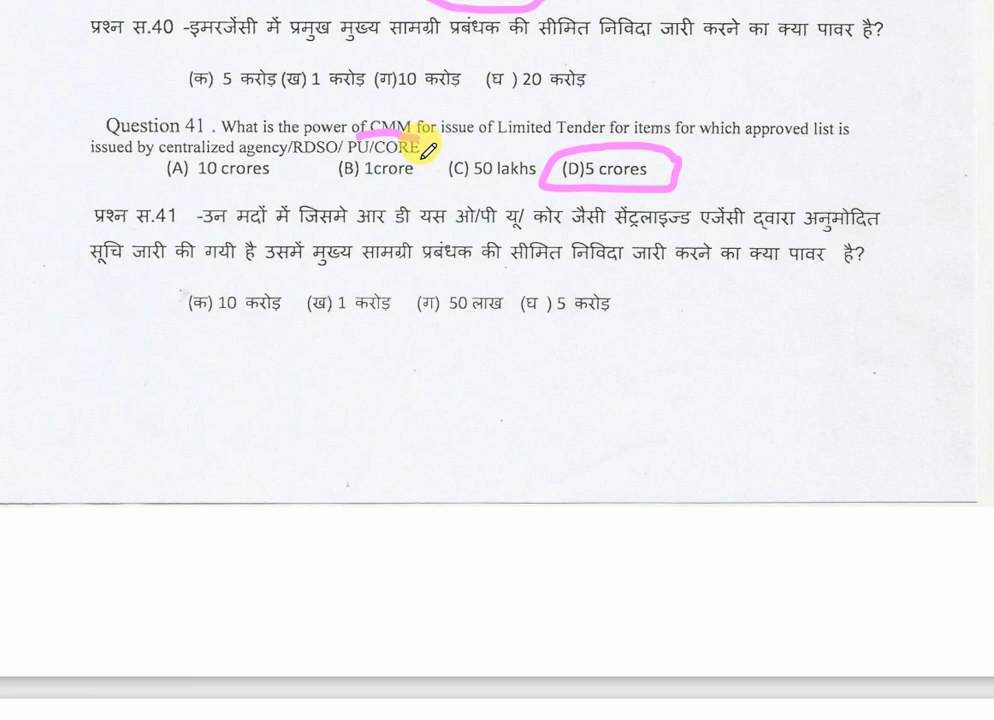 प्रश्न स.40 -इमरजेंसी में प्रमुख मुख्य सामग्री प्रबंधक की सीमित निविदा जारी करने का क्या पावर है?
(क) 5 करोड़ (ख) 1 करोड़ (ग)10 करोड़ (घ ) 20 करोड़
Question 41 . What is the power of CMM for issue of Limited Tender for items for which approved list is
issued by centralized agency/RDSO/ PU/CORE
(A) 10 crores (B) 1crore (C) 50 lakhs (D)5 crores
प्रश्न स.41 -उन मदों में जिसमे आर डी यस ओ/पी यू/ कोर जैसी सेंट्रलाइज्ड एजेंसी द्वारा अनुमोदित
सूचि जारी की गयी है उसमें मुख्य सामग्री प्रबंधक की सीमित निविदा जारी करने का क्या पावर है?
(क) 10 करोड़ (ख) 1 करोड़ (ग) 50 लाख (घ ) 5 करोड़